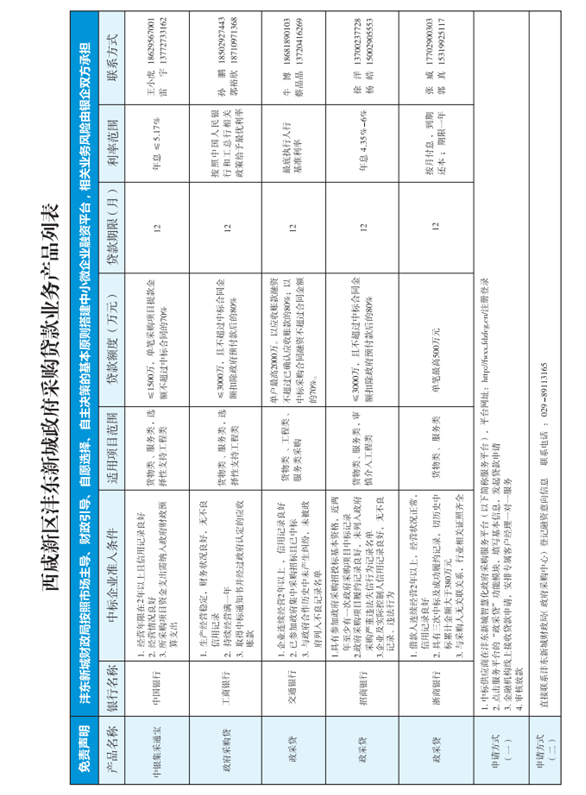 西咸新区沣东新城政府采购贷款业务产品列表
免责声明
沣东新城财政局按照市场主导、财政引导、自愿选择、自主决策的基本原则搭建中小微企业融资平台，相关业务风险由银企双方承担
产品名称
银行名称
中标企业准入条件
适用项目范围
贷款额度（万元）
贷款期限（月）
利率范围
联系方式
中银集采通宝
中国银行
1. 经营年限在2年以上且信用记录良好
2. 经营情况良好
3. 所采购项目资金支出需纳入政府财政预
算支出
货物类、服务类，选
择性支持工程类
≤1500万，单笔采购项目提款金
额不超过中标合同的70%
12
年息 ≤ 5.17%
王小虎 18629567001
雷 宇 13772733162
政府采购贷
工商银行
1. 生产经营稳定，财务状况良好，无不良
信用记录
2. 持续经营满一年
3. 取得中标通知书并经过政府认定的应收
账款
货物类、服务类，选
择性支持工程类
≤3000万，且不超过中标合同金
额扣除政府预付款后的80%
12
按照中国人民银
行和工总行相关
政策给予最优利率
孙 鹏 18502927443
郭裕欣 18710971368
政采贷
交通银行
1. 企业连续经营2年以上，信用记录良好
2. 已参加政府集中采购招标且已中标
3. 与政府合作历史中未产生纠纷，未被政
府列入不良记录名单
货物类 、工程类、
服务类采购
单户最高2000万。以应收账款融资
不超过已确认应收账款的80%；以
中标采购合同融资不超过合同金额
的70%。
12
最低执行人行
基准利率
牛 博 18681890103
蔡晶晶 13720416269
政采贷
招商银行
1.具有参加政府采购招投标基本资格，近两
年至少有一次政府采购项目中标记录
2.政府采购项目履约记录良好，未列入政府
采购严重违法失信行为记录名单
3.企业及实际控制人信用记录良好，无不良
记录、违法行为
货物类、服务类，审
慎介入工程类
≤3000万，且不超过中标合同金
额扣除政府预付款后的80%
12
年息 4.35%-6%
徐 洋 13700237728
杨 皓 15002905553
政采贷
浙商银行
1. 借款人连续经营2年以上，经营状况正常，
信用记录良好
2. 具有三次中标及成功履约记录，切历史中
标累计金额大于380万元
3. 与采购人无关联关系，行业相关证照齐全
货物类、服务类
单笔最高500万元
12
按月付息，到期
还本；期限一年
张 威 17702900303
郭 真 15319925117
申请方式
（一）
1. 中标供应商在沣东新城智慧化政府采购服务平台（以下简称服务平台），平台网址：http://fwxx.fdzfcg.cn/注册登录
2. 点击服务平台的“政采贷”功能模块，填写基本信息，发起贷款申请
3. 金融机构线上接收贷款申请，安排专属客户经理一对一服务
4. 审核放款
申请方式
（二）
直接联系沣东新城财政局（政府采购中心）登记融资意向信息 联系电话 ：029-89113165